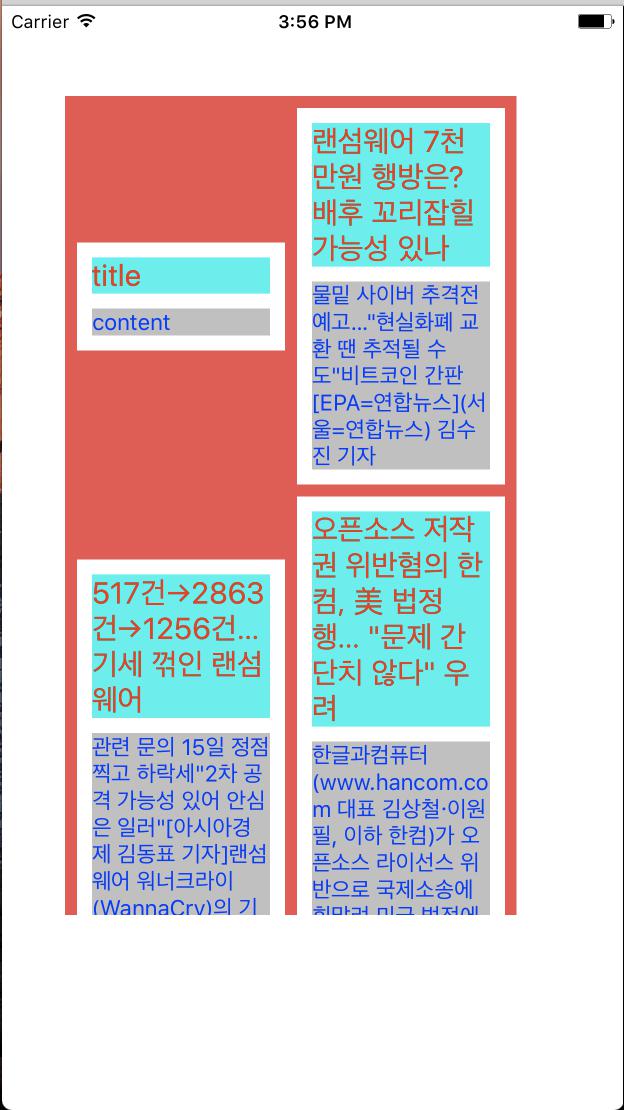 Carrier
3:56 PM
title
content
랜섬웨어 7천
만원 행방은?
배후 꼬리잡힐
가능성 있나
물밑 사이버 추격전
예고..."현실화폐 교
환 땐 추적될 수
도"비트코인 간판
[EPA=연합뉴스](서
울=연합뉴스) 김수
진 기자
517건→2863
건→1256건...
기세 꺾인 랜섬
웨어
관련 문의 15일 정점
찍고 하락세"2차 공
격 가능성 있어 안심
은 일러"[아시아경
제 김동표 기자]랜섬
웨어 워너크라이
(WannaCry)의 기
오픈소스 저작
권 위반혐의 한
컴, 美 법정
행... "문제 간
단치 않다" 우
려
한글과컴퓨터
(www.hancom.co
m 대표 김상철·이원
필, 이하 한컴)가 오
픈소스 라이선스 위
반으로 국제소송에
휘말려 미국 법정에